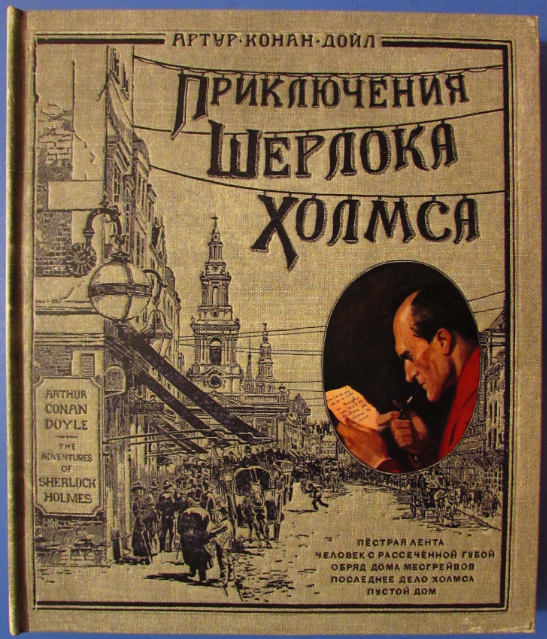 АРТУР·КОНАН·ДОЙЛ
ПРИКЛЮЧЕНИЯ
ШЕРЛОКА
ХОЛМСА
ARTHUR
CONAN
DOYLE
THE
ADVENTURES
OF
SHERLOCK
HOLMES
ПЁСТРАЯ ЛЕНТА
ЧЕЛОВЕК С РАССЕЧЁННОЙ ГУБОЙ
ОБРЯД ДОМА МЕСГРЕЙВОВ
ПОСЛЕДНЕЕ ДЕЛО ХОЛМСА
ПУСТОЙ ДОМ